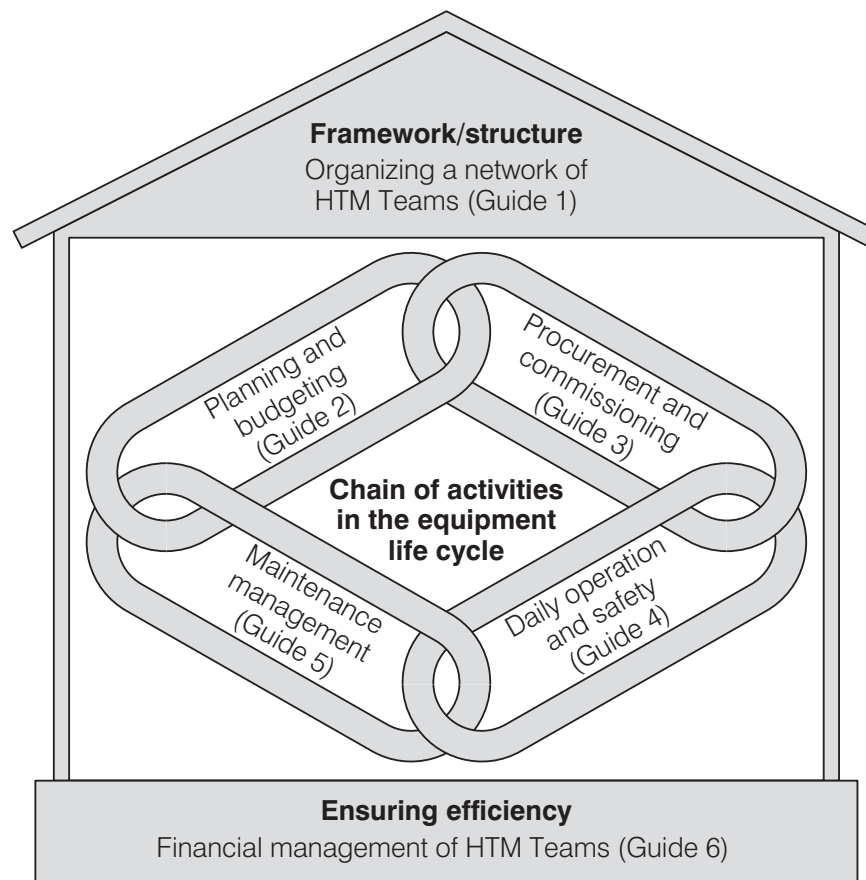 Framework/structure
Organizing a network of
HTM Teams (Guide 1)
Planning and
budgeting
(Guide 2)
Procurement and
commissioning
(Guide 3)
Chain of activities
in the equipment
life cycle
Maintenance
management
(Guide 5)
Daily operation
and safety
(Guide 4)
Ensuring efficiency
Financial management of HTM Teams (Guide 6)